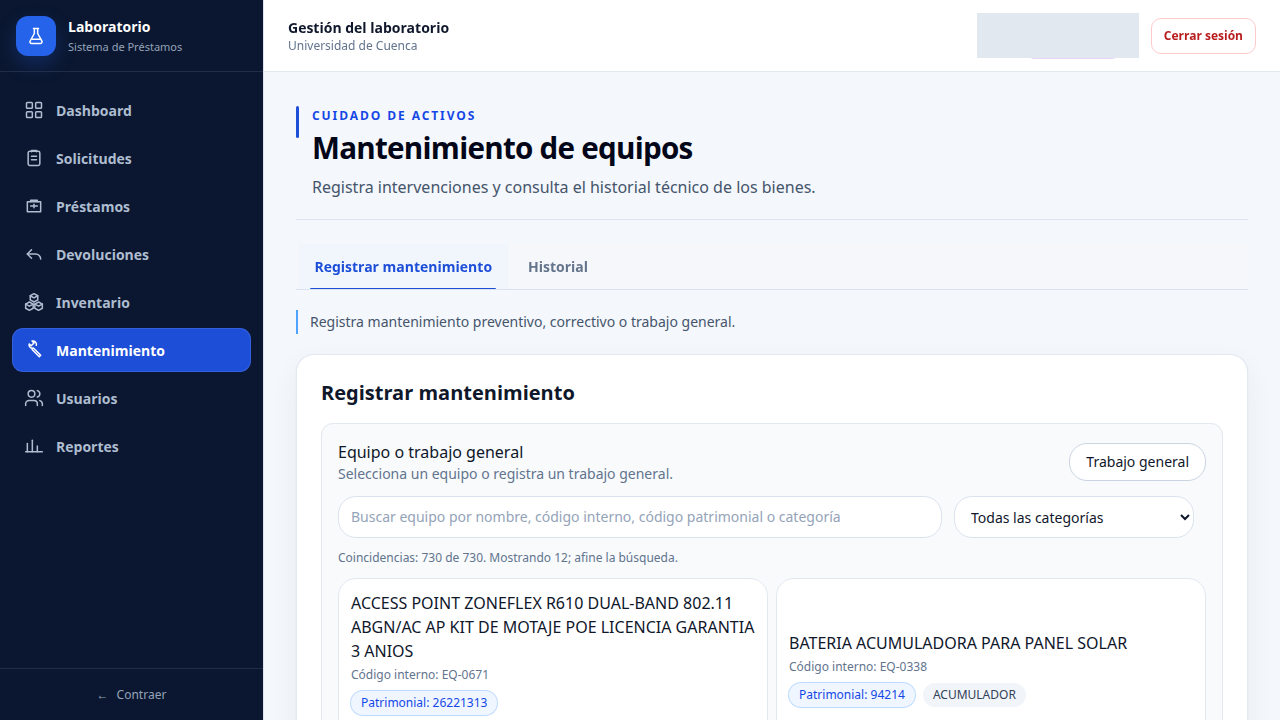 Laboratorio
Sistema de Préstamos
Dashboard
Solicitudes
Préstamos
Devoluciones
Inventario
Mantenimiento
Usuarios
Reportes
← Contraer
Gestión del laboratorio
Universidad de Cuenca
Cerrar sesión
CUIDADO DE ACTIVOS
Mantenimiento de equipos
Registra intervenciones y consulta el historial técnico de los bienes.
Registrar mantenimiento
Historial
Registra mantenimiento preventivo, correctivo o trabajo general.
Registrar mantenimiento
Equipo o trabajo general
Selecciona un equipo o registra un trabajo general.
Trabajo general
Buscar equipo por nombre, código interno, código patrimonial o categoría
Todas las categorías
Coincidencias: 730 de 730. Mostrando 12; afine la búsqueda.
ACCESS POINT ZONEFLEX R610 DUAL-BAND 802.11
ABGN/AC AP KIT DE MOTAJE POE LICENCIA GARANTIA
3 ANIOS
Código interno: EQ-0671
Patrimonial: 26221313
BATERIA ACUMULADORA PARA PANEL SOLAR
Código interno: EQ-0338
Patrimonial: 94214
ACUMULADOR